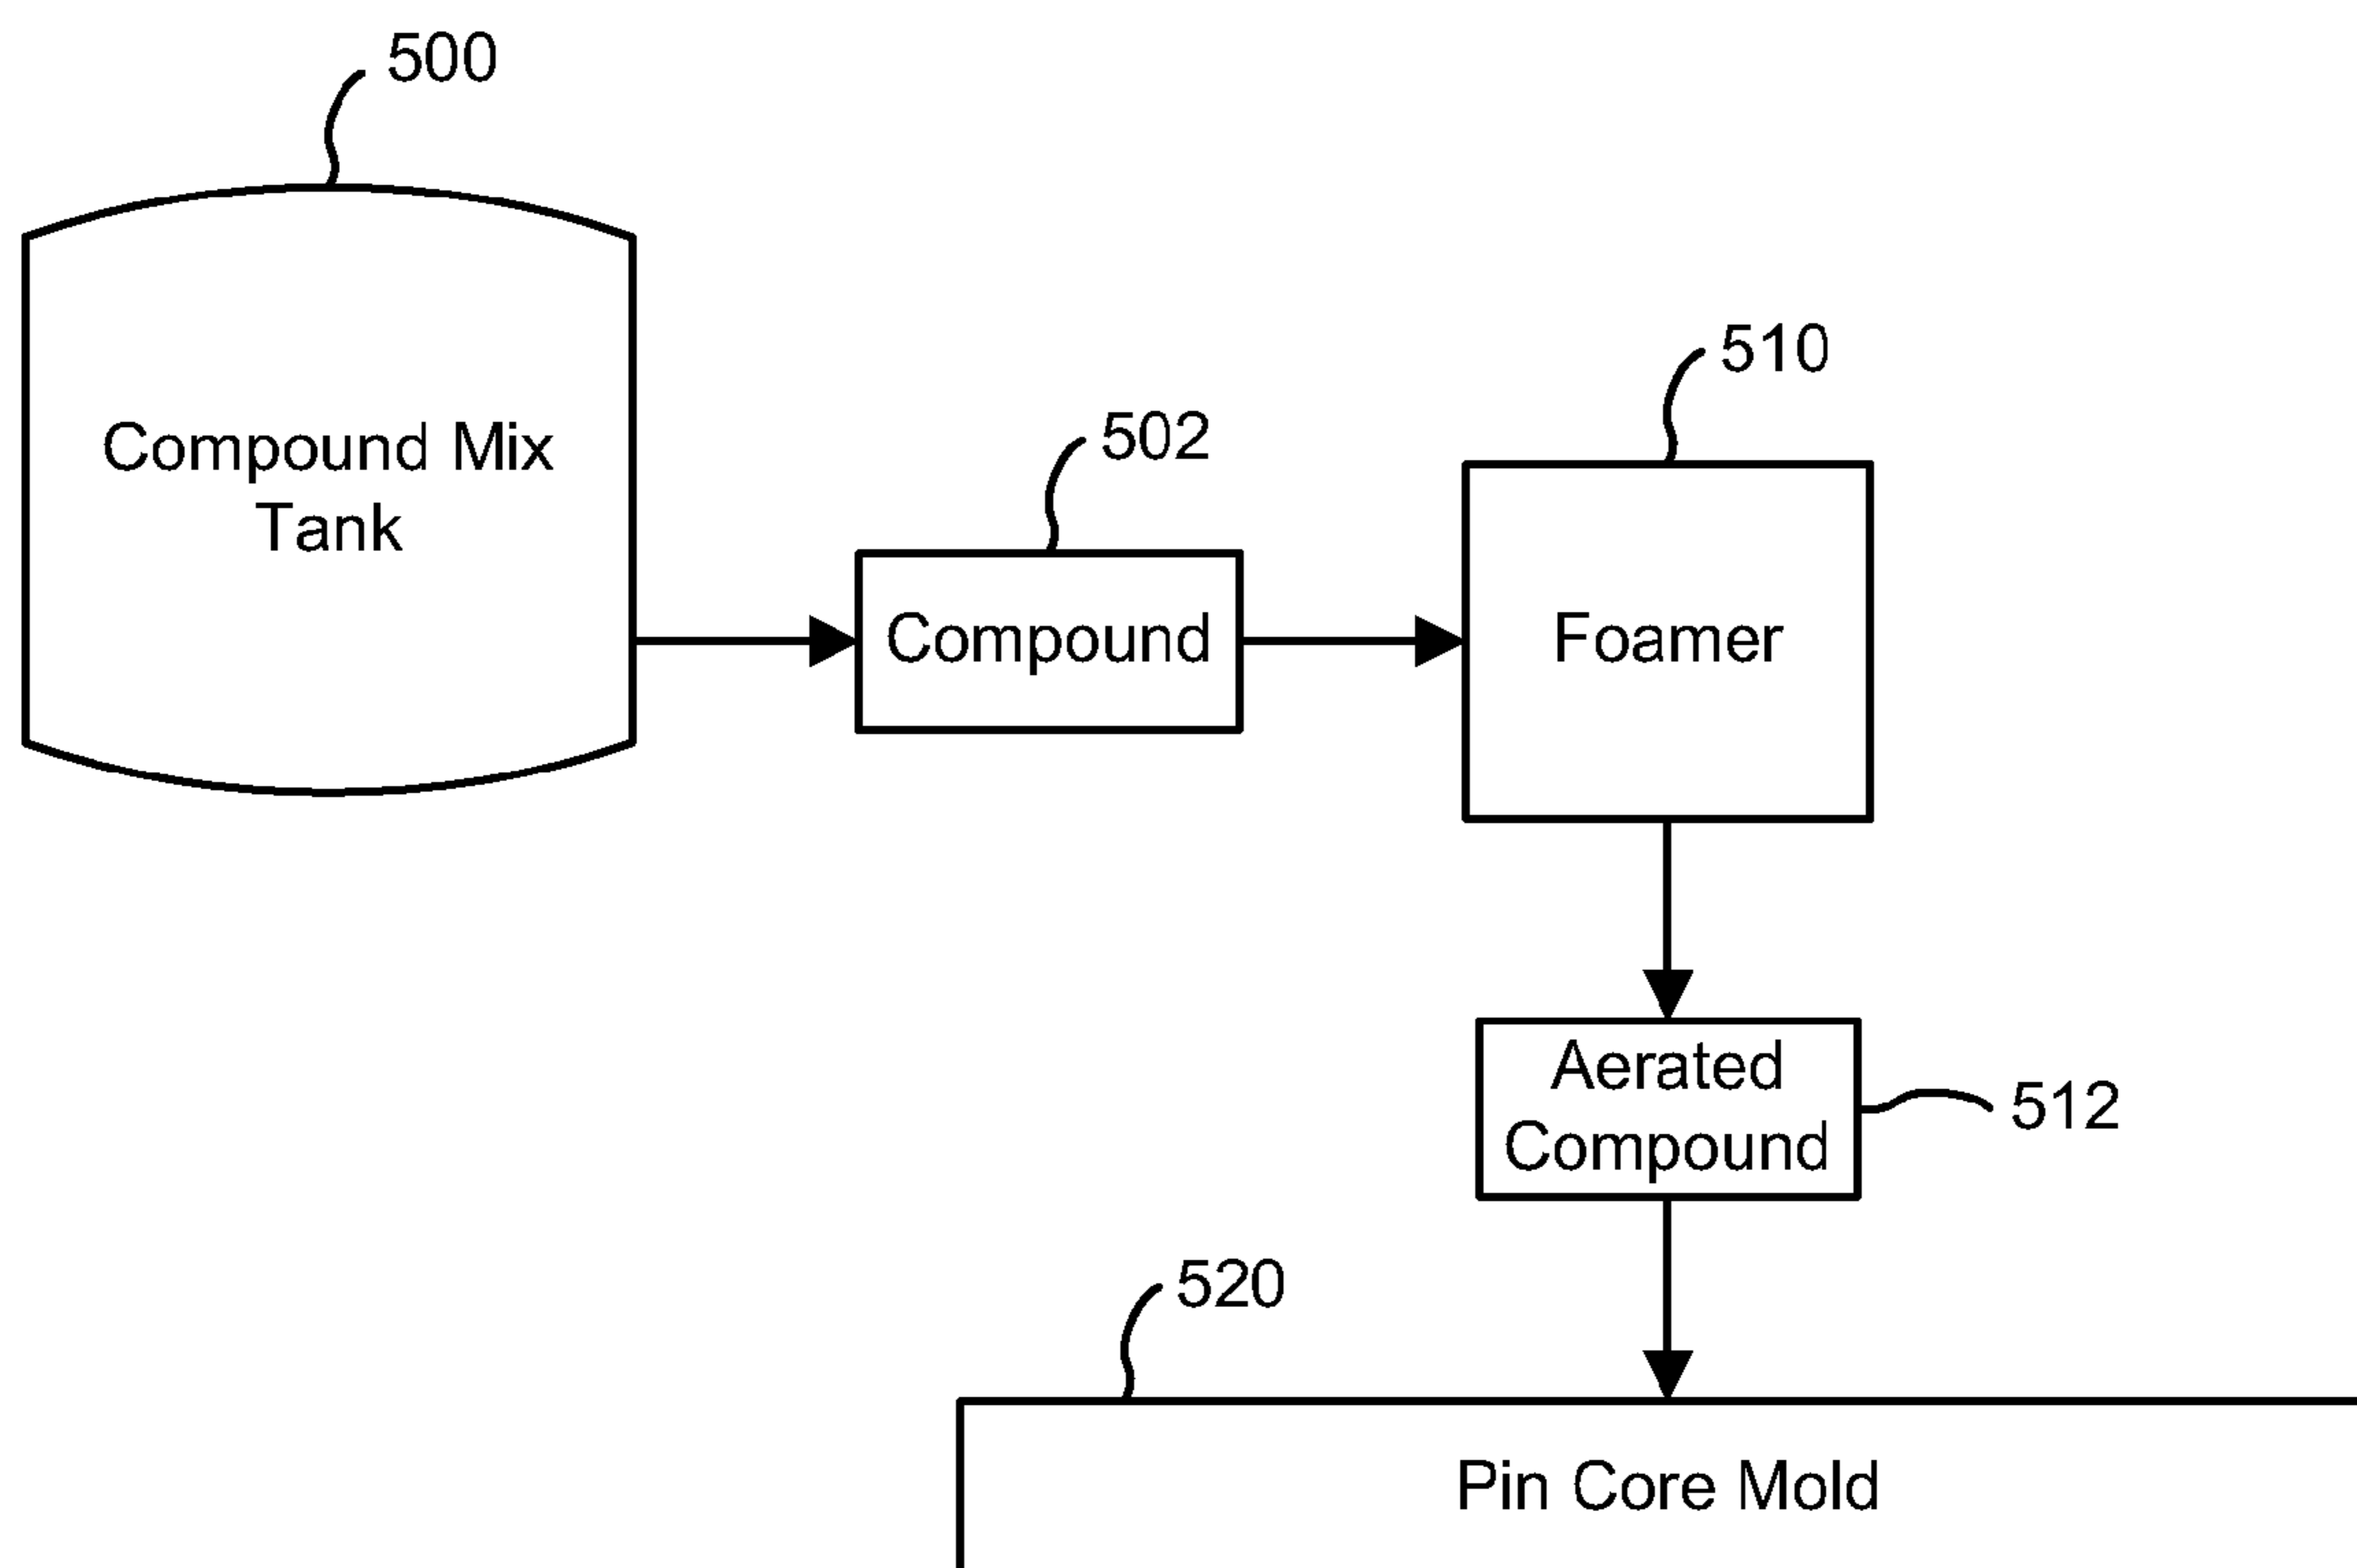 500
Compound Mix
Tank
502
Compound
510
Foamer
Aerated
Compound
512
520
Pin Core Mold